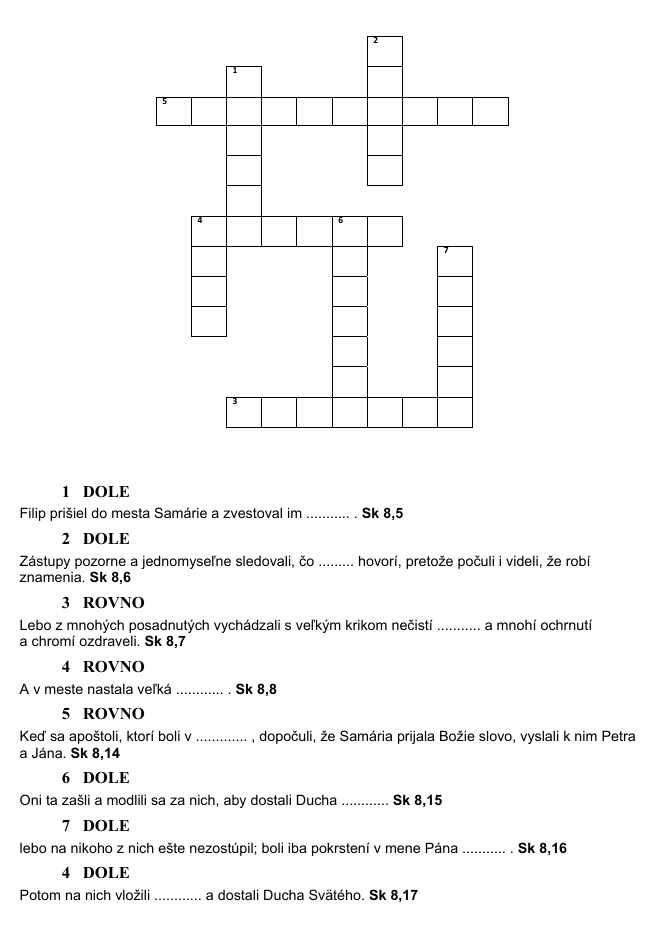 2
1
5
4
6
7
3
1 DOLE
Filip prišiel do mesta Samárie a zvestoval im ........... . Sk 8,5
2 DOLE
Zástupy pozorne a jednomyseľne sledovali, čo ......... hovorí, pretože počuli i videli, že robí
znamenia. Sk 8,6
3 ROVNO
Lebo z mnohých posadnutých vychádzali s veľkým krikom nečistí ........... a mnohí ochrnutí
a chromí ozdraveli. Sk 8,7
4 ROVNO
A v meste nastala veľká ............ . Sk 8,8
5 ROVNO
Keď sa apoštoli, ktorí boli v ............. , dopočuli, že Samária prijala Božie slovo, vyslali k nim Petra
a Jána. Sk 8,14
6 DOLE
Oni ta zašli a modlili sa za nich, aby dostali Ducha ............ Sk 8,15
7 DOLE
lebo na nikoho z nich ešte nezostúpil; boli iba pokrstení v mene Pána ........... . Sk 8,16
4 DOLE
Potom na nich vložili ............ a dostali Ducha Svätého. Sk 8,17